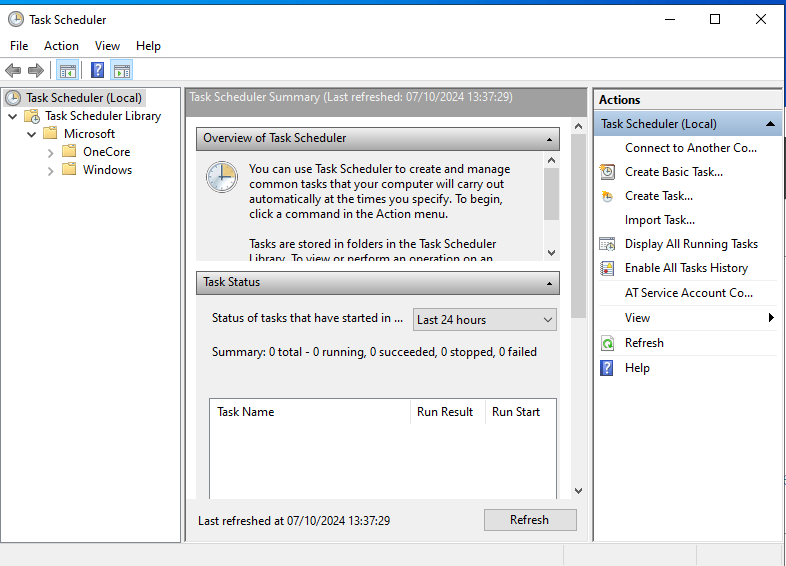 Task Scheduler
File Action View Help
Task Scheduler (Local)
Task Scheduler Library
Microsoft
OneCore
Windows
Task Scheduler Summary (Last refreshed: 07/10/2024 13:37:29)
Overview of Task Scheduler
You can use Task Scheduler to create and manage
common tasks that your computer will carry out
automatically at the times you specify. To begin,
click a command in the Action menu.
Tasks are stored in folders in the Task Scheduler
Library. To view or perform an operation on an
Task Status
Status of tasks that have started in ... Last 24 hours
Summary: 0 total - 0 running, 0 succeeded, 0 stopped, 0 failed
Task Name Run Result Run Start
Last refreshed at 07/10/2024 13:37:29 Refresh
Actions
Task Scheduler (Local)
Connect to Another Co...
Create Basic Task...
Create Task...
Import Task...
Display All Running Tasks
Enable All Tasks History
AT Service Account Co...
View
Refresh
Help